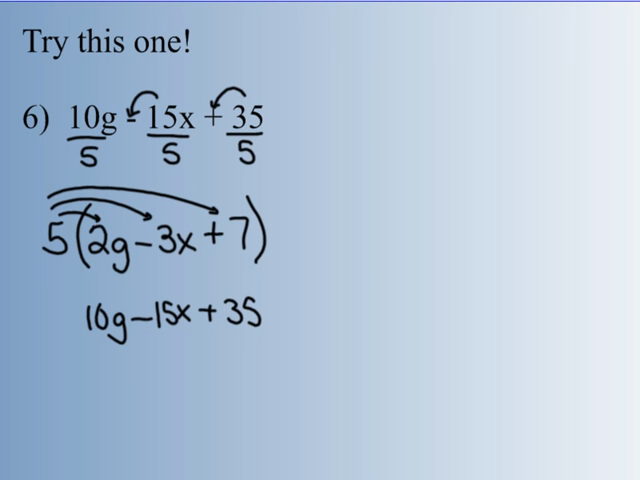 Try this one!
6) 10g - 15x + 35
5 5 5
5(2g-3x+7)
10g-15x+35